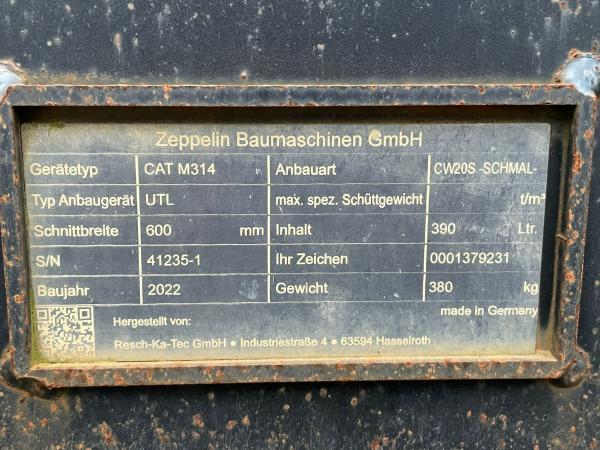 Zeppelin Baumaschinen GmbH
Gerätetyp CAT M314 Anbauart CW20S -SCHMAL-
Typ Anbaugerät UTL max. spez. Schüttgewicht t/m³
Schnittbreite 600 mm Inhalt 390 Ltr.
S/N 41235-1 Ihr Zeichen 0001379231
Baujahr 2022 Gewicht 380 kg
made in Germany
Hergestellt von:
Resch-Ka-Tec GmbH ● Industriestraße 4 ● 63594 Hasselroth